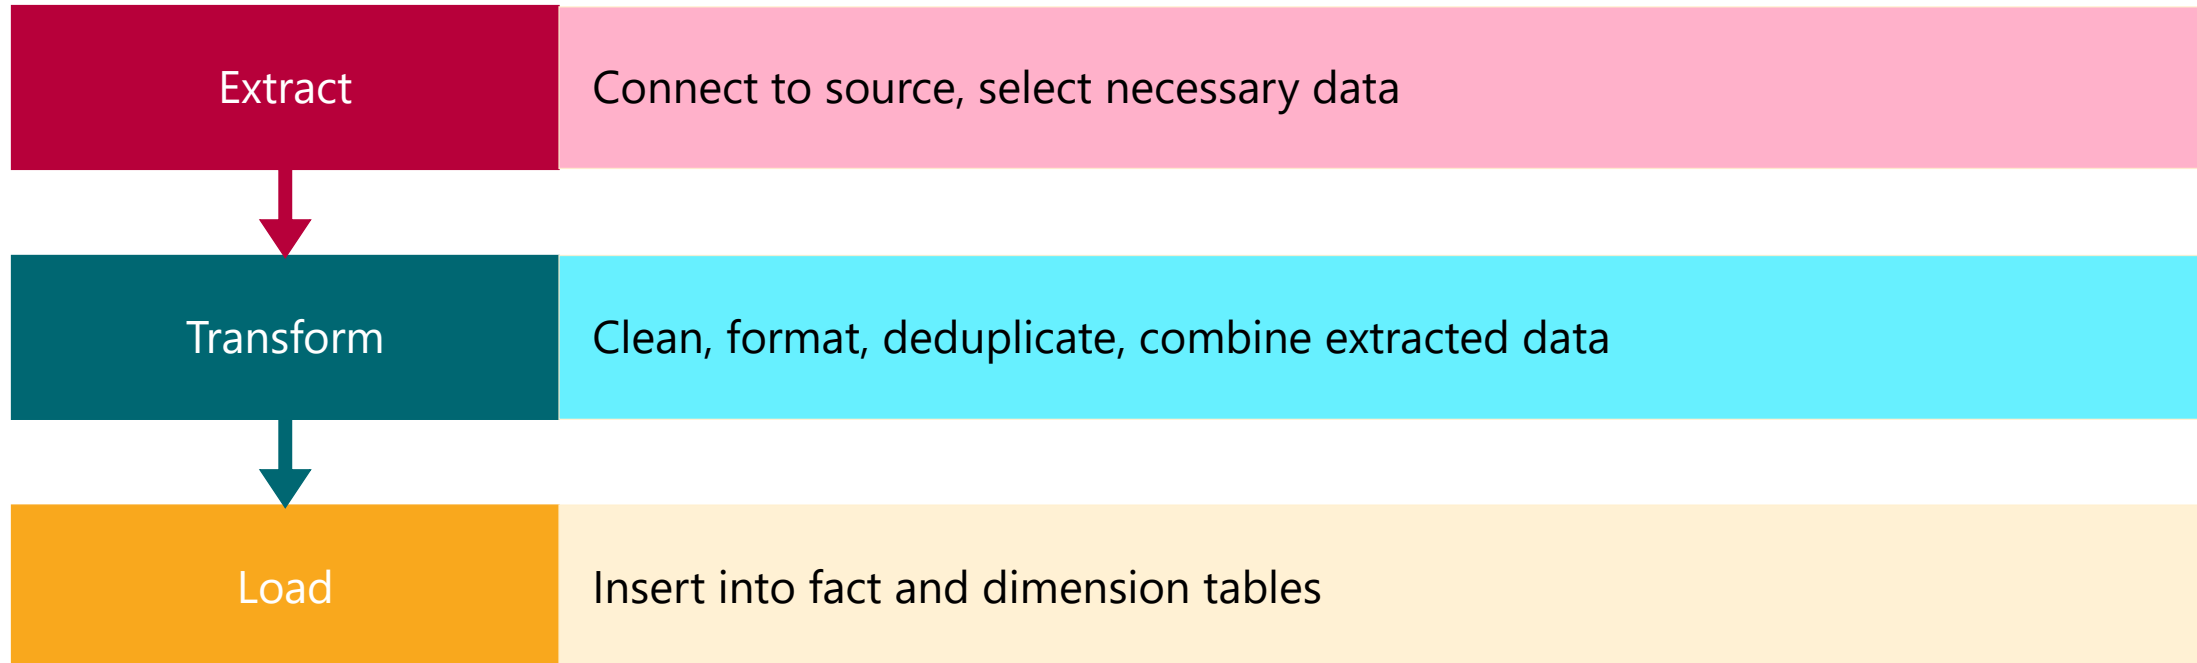 Extract
Connect to source, select necessary data
Transform
Clean, format, deduplicate, combine extracted data
Load
Insert into fact and dimension tables